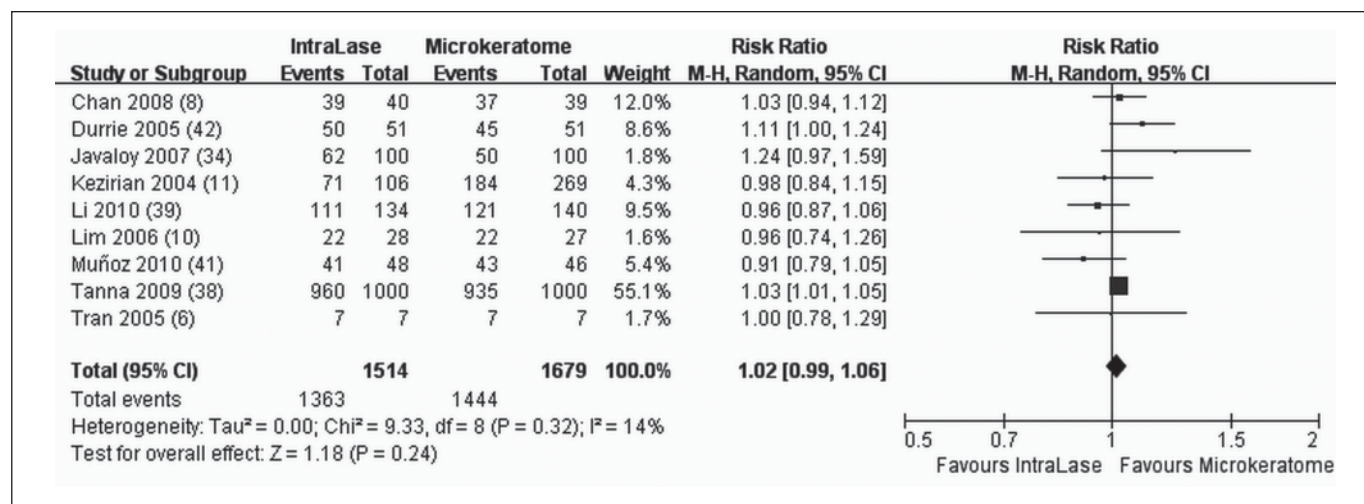 IntraLase Microkeratome Risk Ratio Risk Ratio
Study or Subgroup Events Total Events Total Weight M-H, Random, 95% CI M-H, Random, 95% CI
Chan 2008 (8) 39 40 37 39 12.0% 1.03 [0.94, 1.12]
Durrie 2005 (42) 50 51 45 51 8.6% 1.11 [1.00, 1.24]
Javaloy 2007 (34) 62 100 50 100 1.8% 1.24 [0.97, 1.59]
Kezirian 2004 (11) 71 106 184 269 4.3% 0.98 [0.84, 1.15]
Li 2010 (39) 111 134 121 140 9.5% 0.96 [0.87, 1.06]
Lim 2006 (10) 22 28 22 27 1.6% 0.96 [0.74, 1.26]
Muñoz 2010 (41) 41 48 43 46 5.4% 0.91 [0.79, 1.05]
Tanna 2009 (38) 960 1000 935 1000 55.1% 1.03 [1.01, 1.05]
Tran 2005 (6) 7 7 7 7 1.7% 1.00 [0.78, 1.29]
Total (95% CI) 1514 1679 100.0% 1.02 [0.99, 1.06]
Total events 1363 1444
Heterogeneity: Tau² = 0.00; Chi² = 9.33, df = 8 (P = 0.32); I² = 14%
Test for overall effect: Z = 1.18 (P = 0.24)
0.5 0.7 1 1.5 2
Favours IntraLase Favours Microkeratome